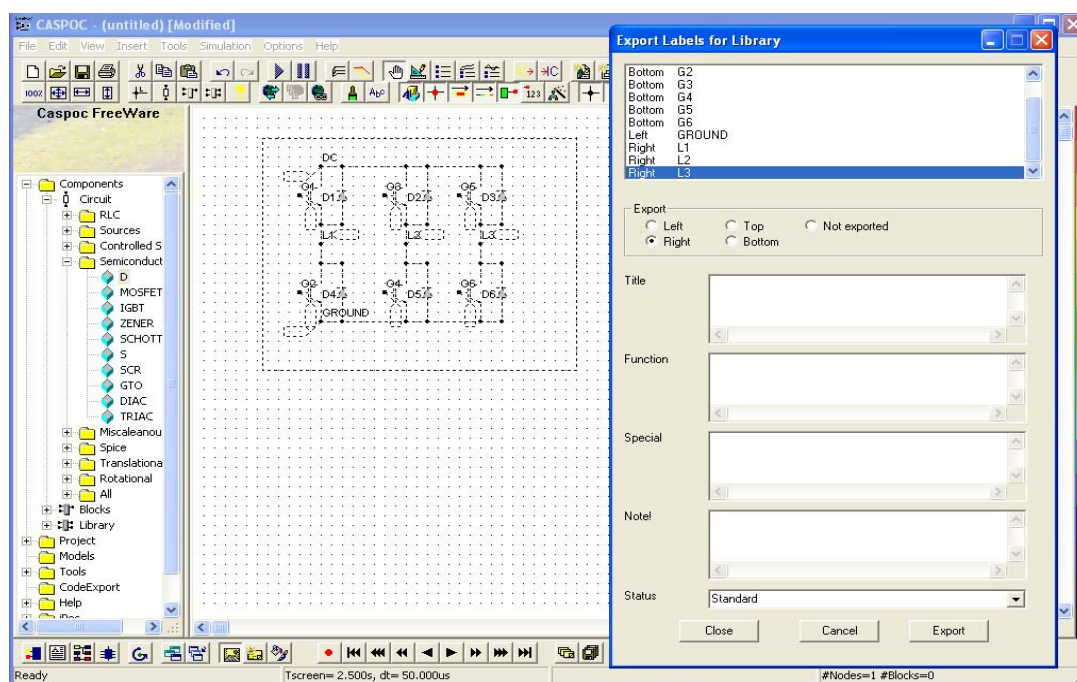 CASPOC - (untitled) [Modified]
File Edit View Insert Tools Simulation Options Help
100%
Abc
123
Caspoc FreeWare
Components
Circuit
RLC
Sources
Controlled S
Semiconduct
D
MOSFET
IGBT
ZENER
SCHOTT
S
SCR
GTO
DIAC
TRIAC
Miscaleanou
Spice
Translationa
Rotational
All
Blocks
Library
Project
Models
Tools
CodeExport
Help
DC
D1 D2 D3
L1 L2 L3
D4 D5 D6
GROUND
Export Labels for Library
Bottom G2
Bottom G3
Bottom G4
Bottom G5
Bottom G6
Left GROUND
Right L1
Right L2
Right L3
Export
Left Top Not exported
Right Bottom
Title
Function
Special
Note!
Status Standard
Close Cancel Export
Ready Tscreen= 2.500s, dt= 50.000us #Nodes=1 #Blocks=0